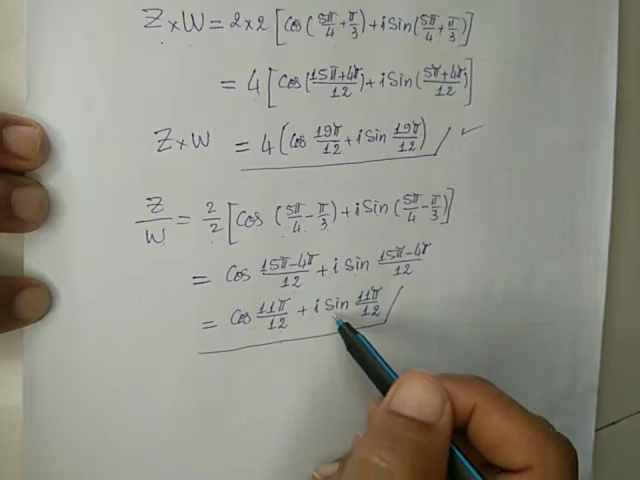 Z×W = 2×2 [cos(5π/4 + π/3) + i Sin(5π/4 + π/3)]
= 4 [cos(15π+4π/12) + i Sin(5π+4π/12)]
Z×W = 4 (cos 19π/12 + i Sin 19π/12)
Z/W = 2/2 [cos (5π/4 - π/3) + i Sin (5π/4 - π/3)]
= cos 15π-4π/12 + i Sin 15π-4π/12
= cos 11π/12 + i Sin 11π/12